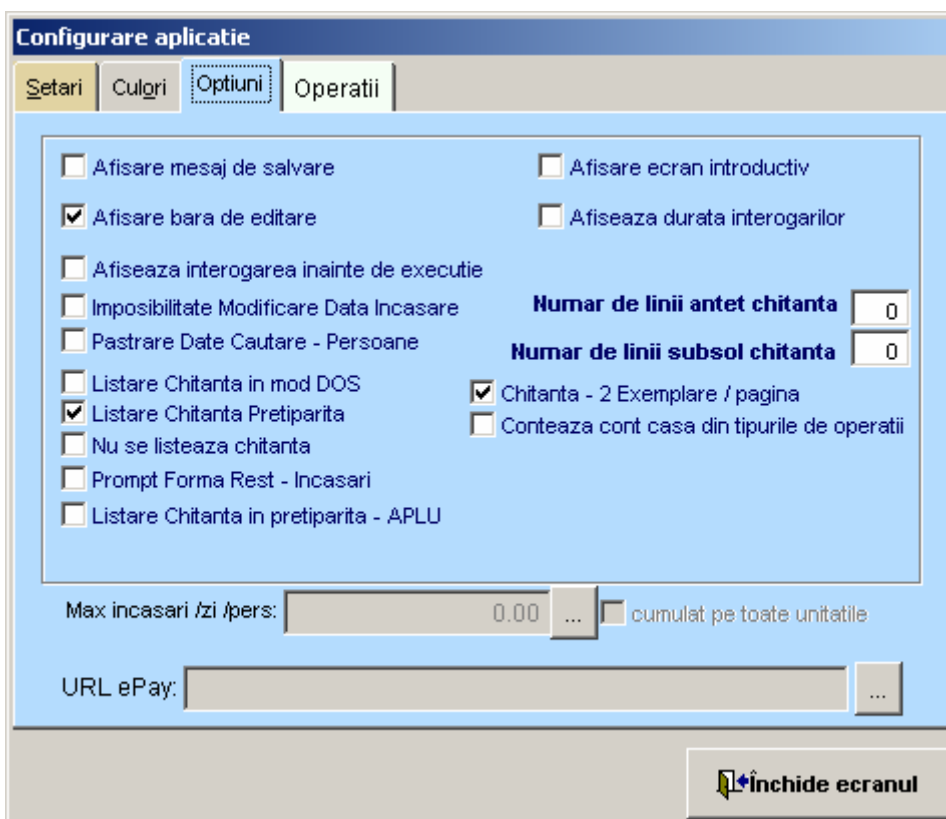 Configurare aplicatie
Setari
Culori
Optiuni
Operatii
Afisare mesaj de salvare
Afisare ecran introductiv
Afisare bara de editare
Afiseaza durata interogarilor
Afiseaza interogarea inainte de executie
Imposibilitate Modificare Data Incasare
Numar de linii antet chitanta 0
Pastrare Date Cautare - Persoane
Numar de linii subsol chitanta 0
Listare Chitanta in mod DOS
Chitanta - 2 Exemplare / pagina
Listare Chitanta Pretiparita
Conteaza cont casa din tipurile de operatii
Nu se listeaza chitanta
Prompt Forma Rest - Incasari
Listare Chitanta in pretiparita - APLU
Max incasari /zi /pers: 0.00 ... cumulat pe toate unitatile
URL ePay: ...
Închide ecranul